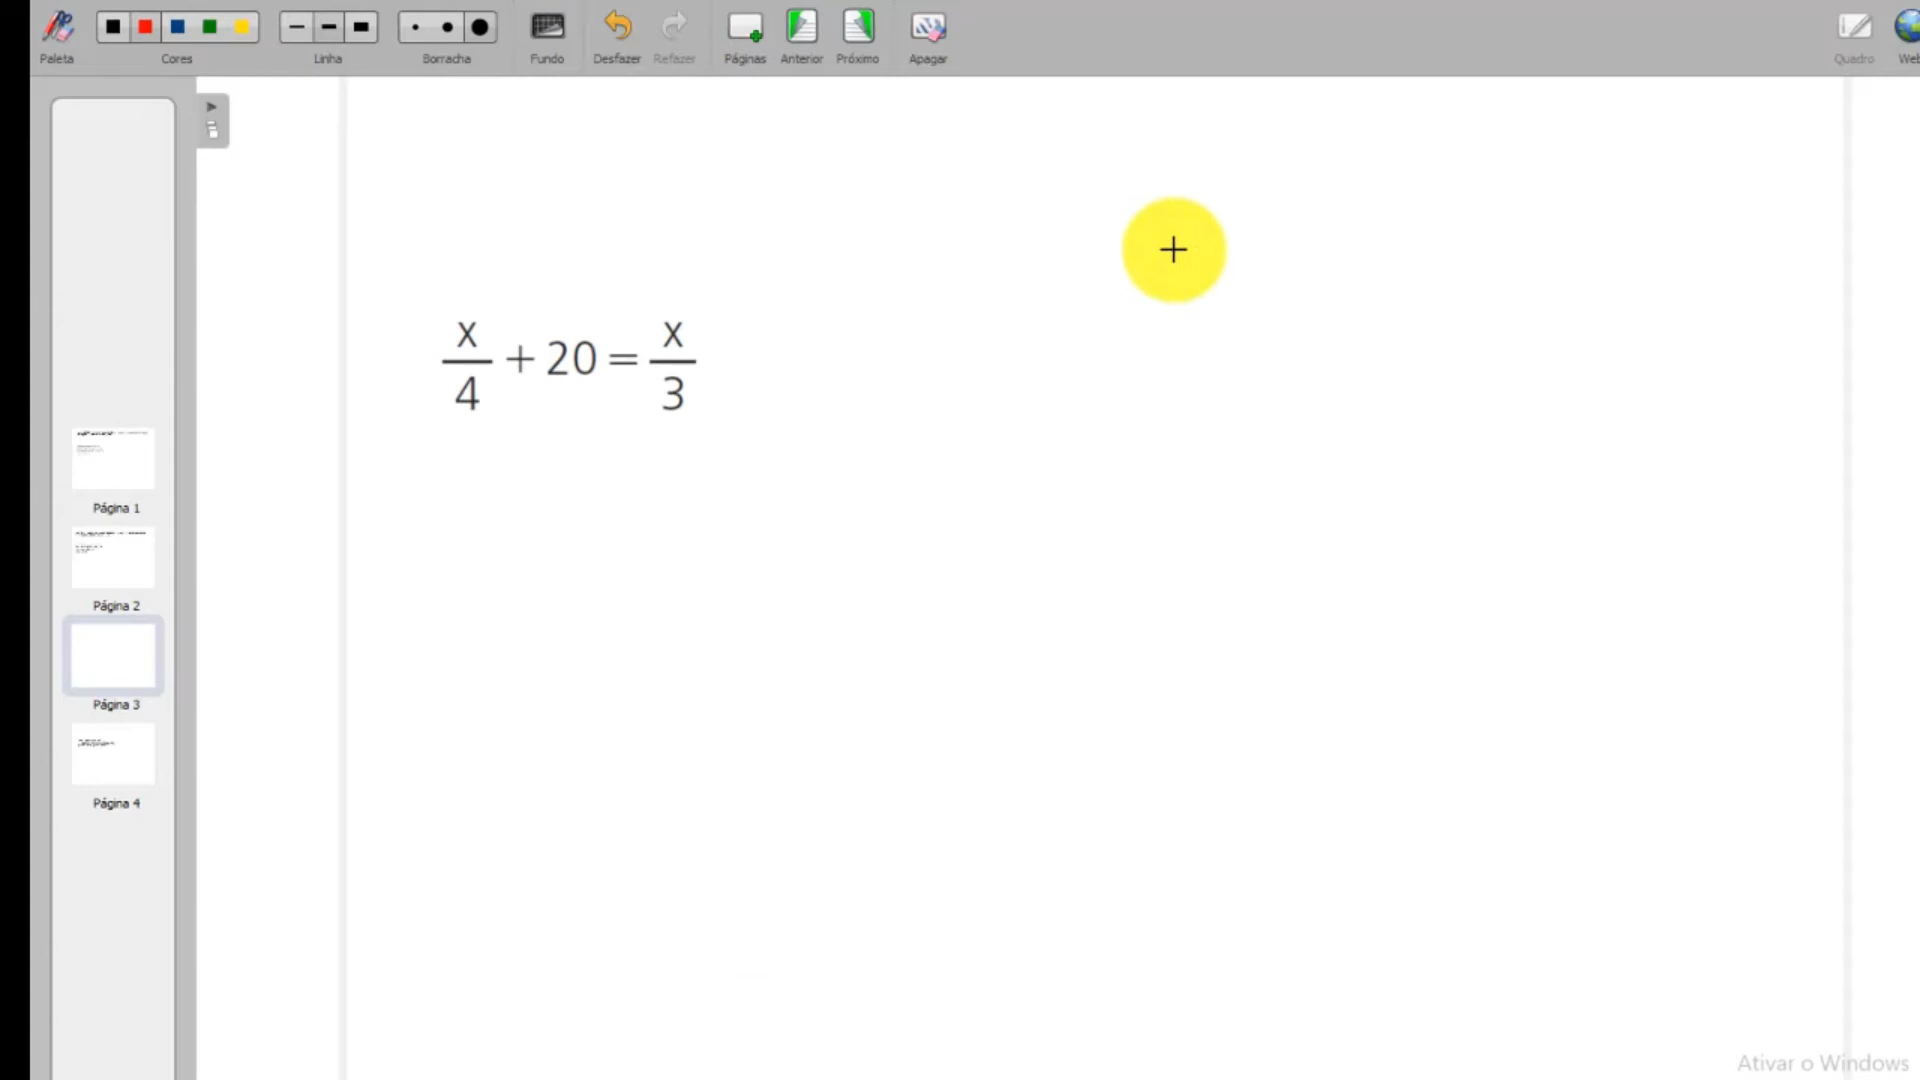 Paleta
Cores
Linha
Borracha
Fundo
Desfazer
Refazer
Páginas
Anterior
Próximo
Apagar
Quadro
Web
x/4 + 20 = x/3
Página 1
Página 2
Página 3
Página 4
Ativar o Windows